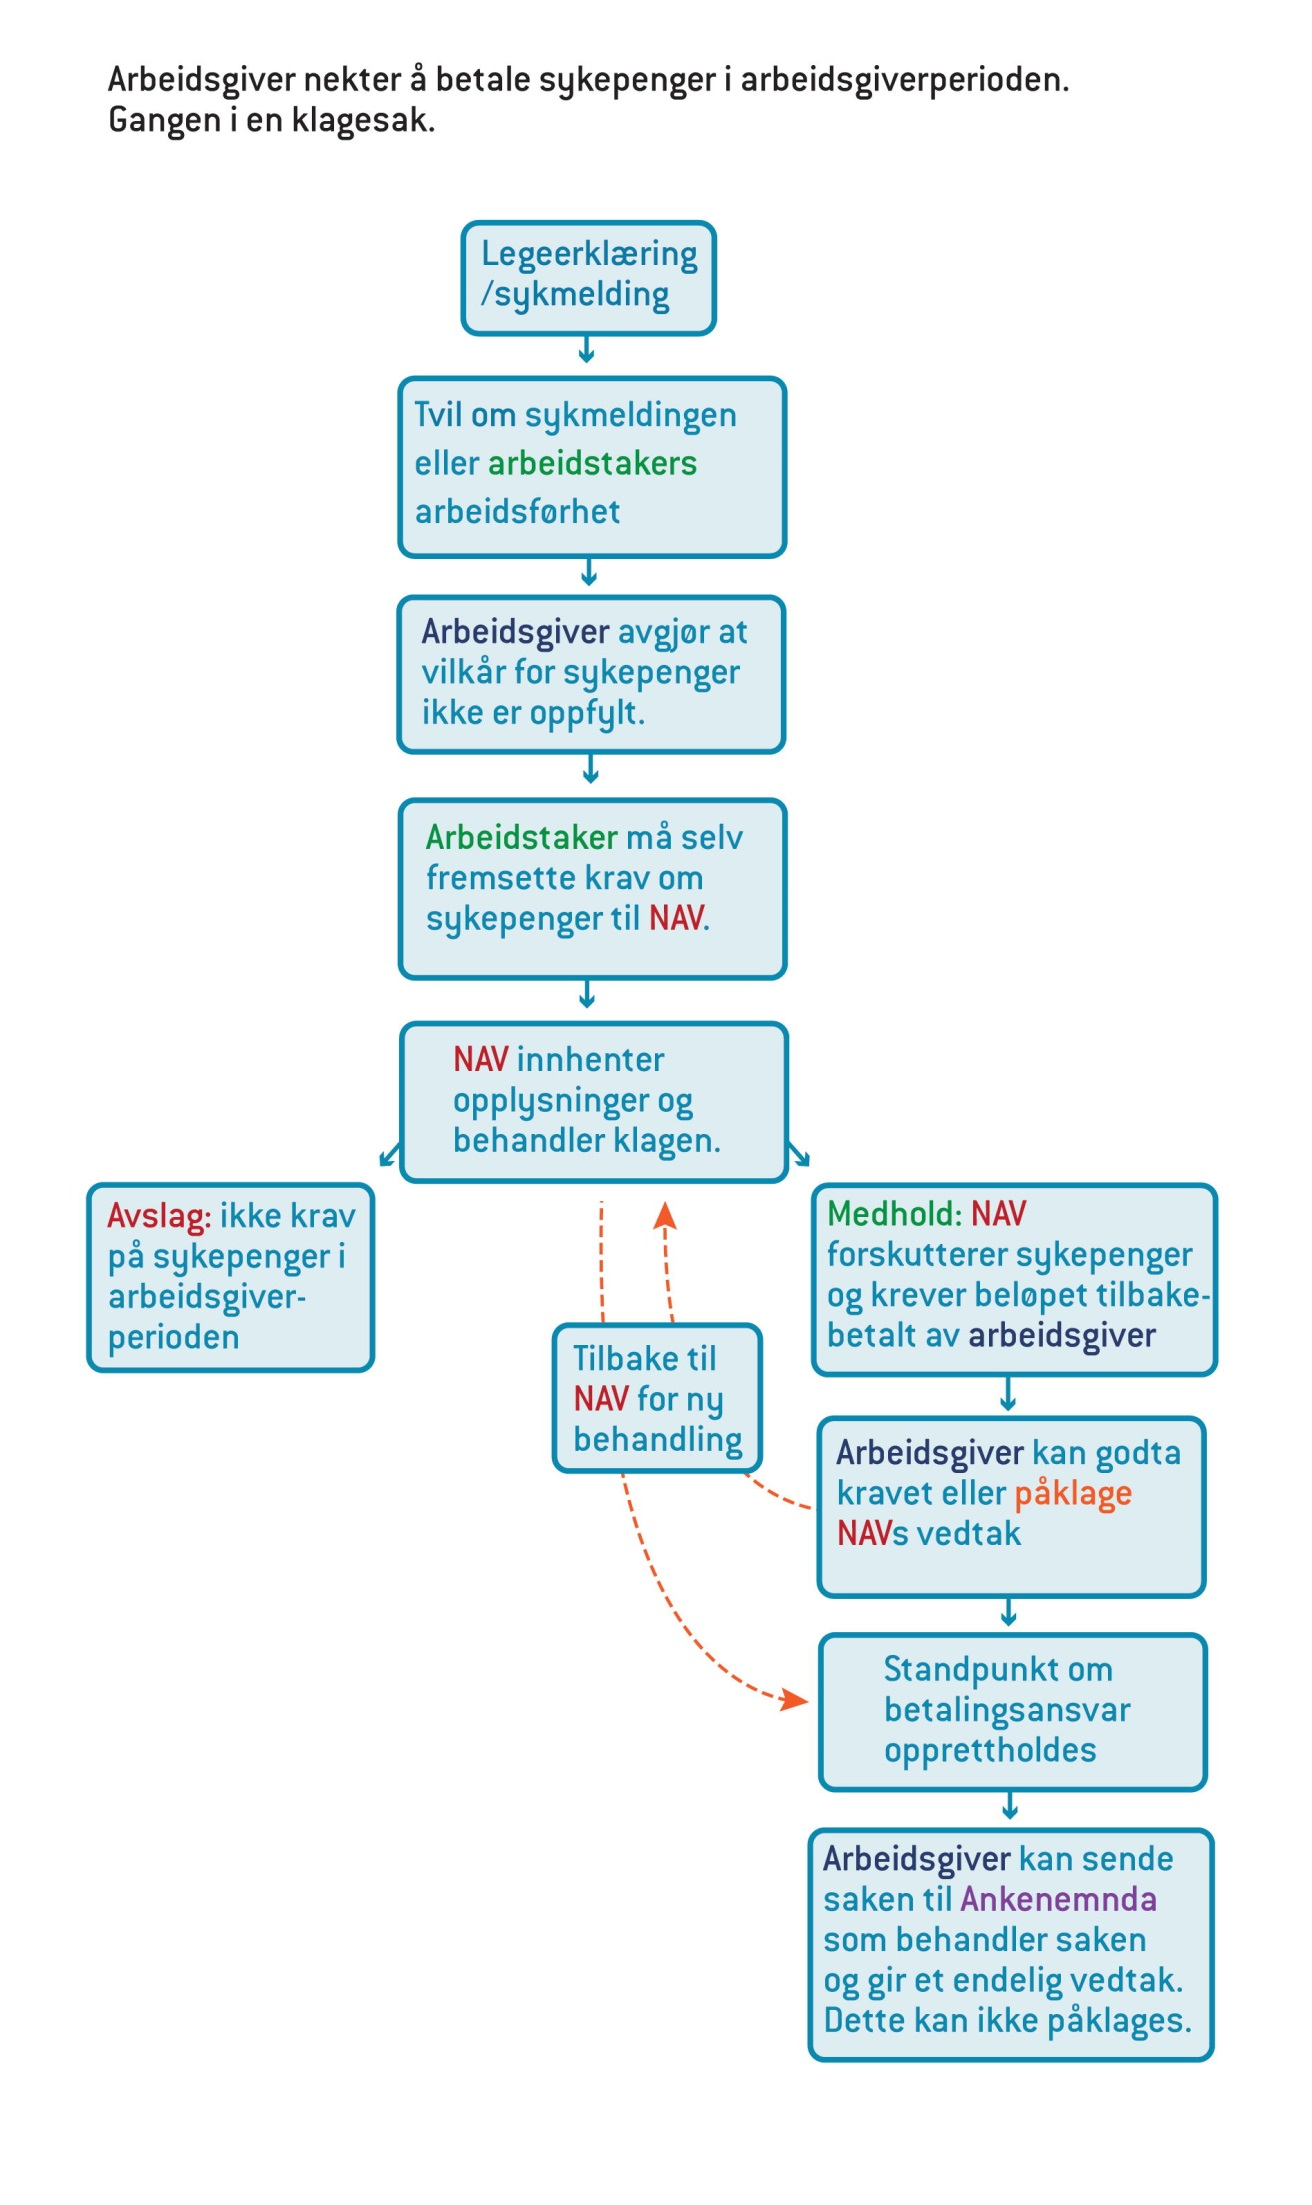 Arbeidsgiver nekter å betale sykepenger i arbeidsgiverperioden.
Gangen i en klagesak.
Legeerklæring
/sykmelding
Tvil om sykmeldingen
eller arbeidstakers
arbeidsførhet
Arbeidsgiver avgjør at
vilkår for sykepenger
ikke er oppfylt.
Arbeidstaker må selv
fremsette krav om
sykepenger til NAV.
NAV innhenter
opplysninger og
behandler klagen.
Avslag: ikke krav
på sykepenger i
arbeidsgiver-
perioden
Medhold: NAV
forskutterer sykepenger
og krever beløpet tilbake-
betalt av arbeidsgiver
Tilbake til
NAV for ny
behandling
Arbeidsgiver kan godta
kravet eller påklage
NAVs vedtak
Standpunkt om
betalingsansvar
opprettholdes
Arbeidsgiver kan sende
saken til Ankenemnda
som behandler saken
og gir et endelig vedtak.
Dette kan ikke påklages.